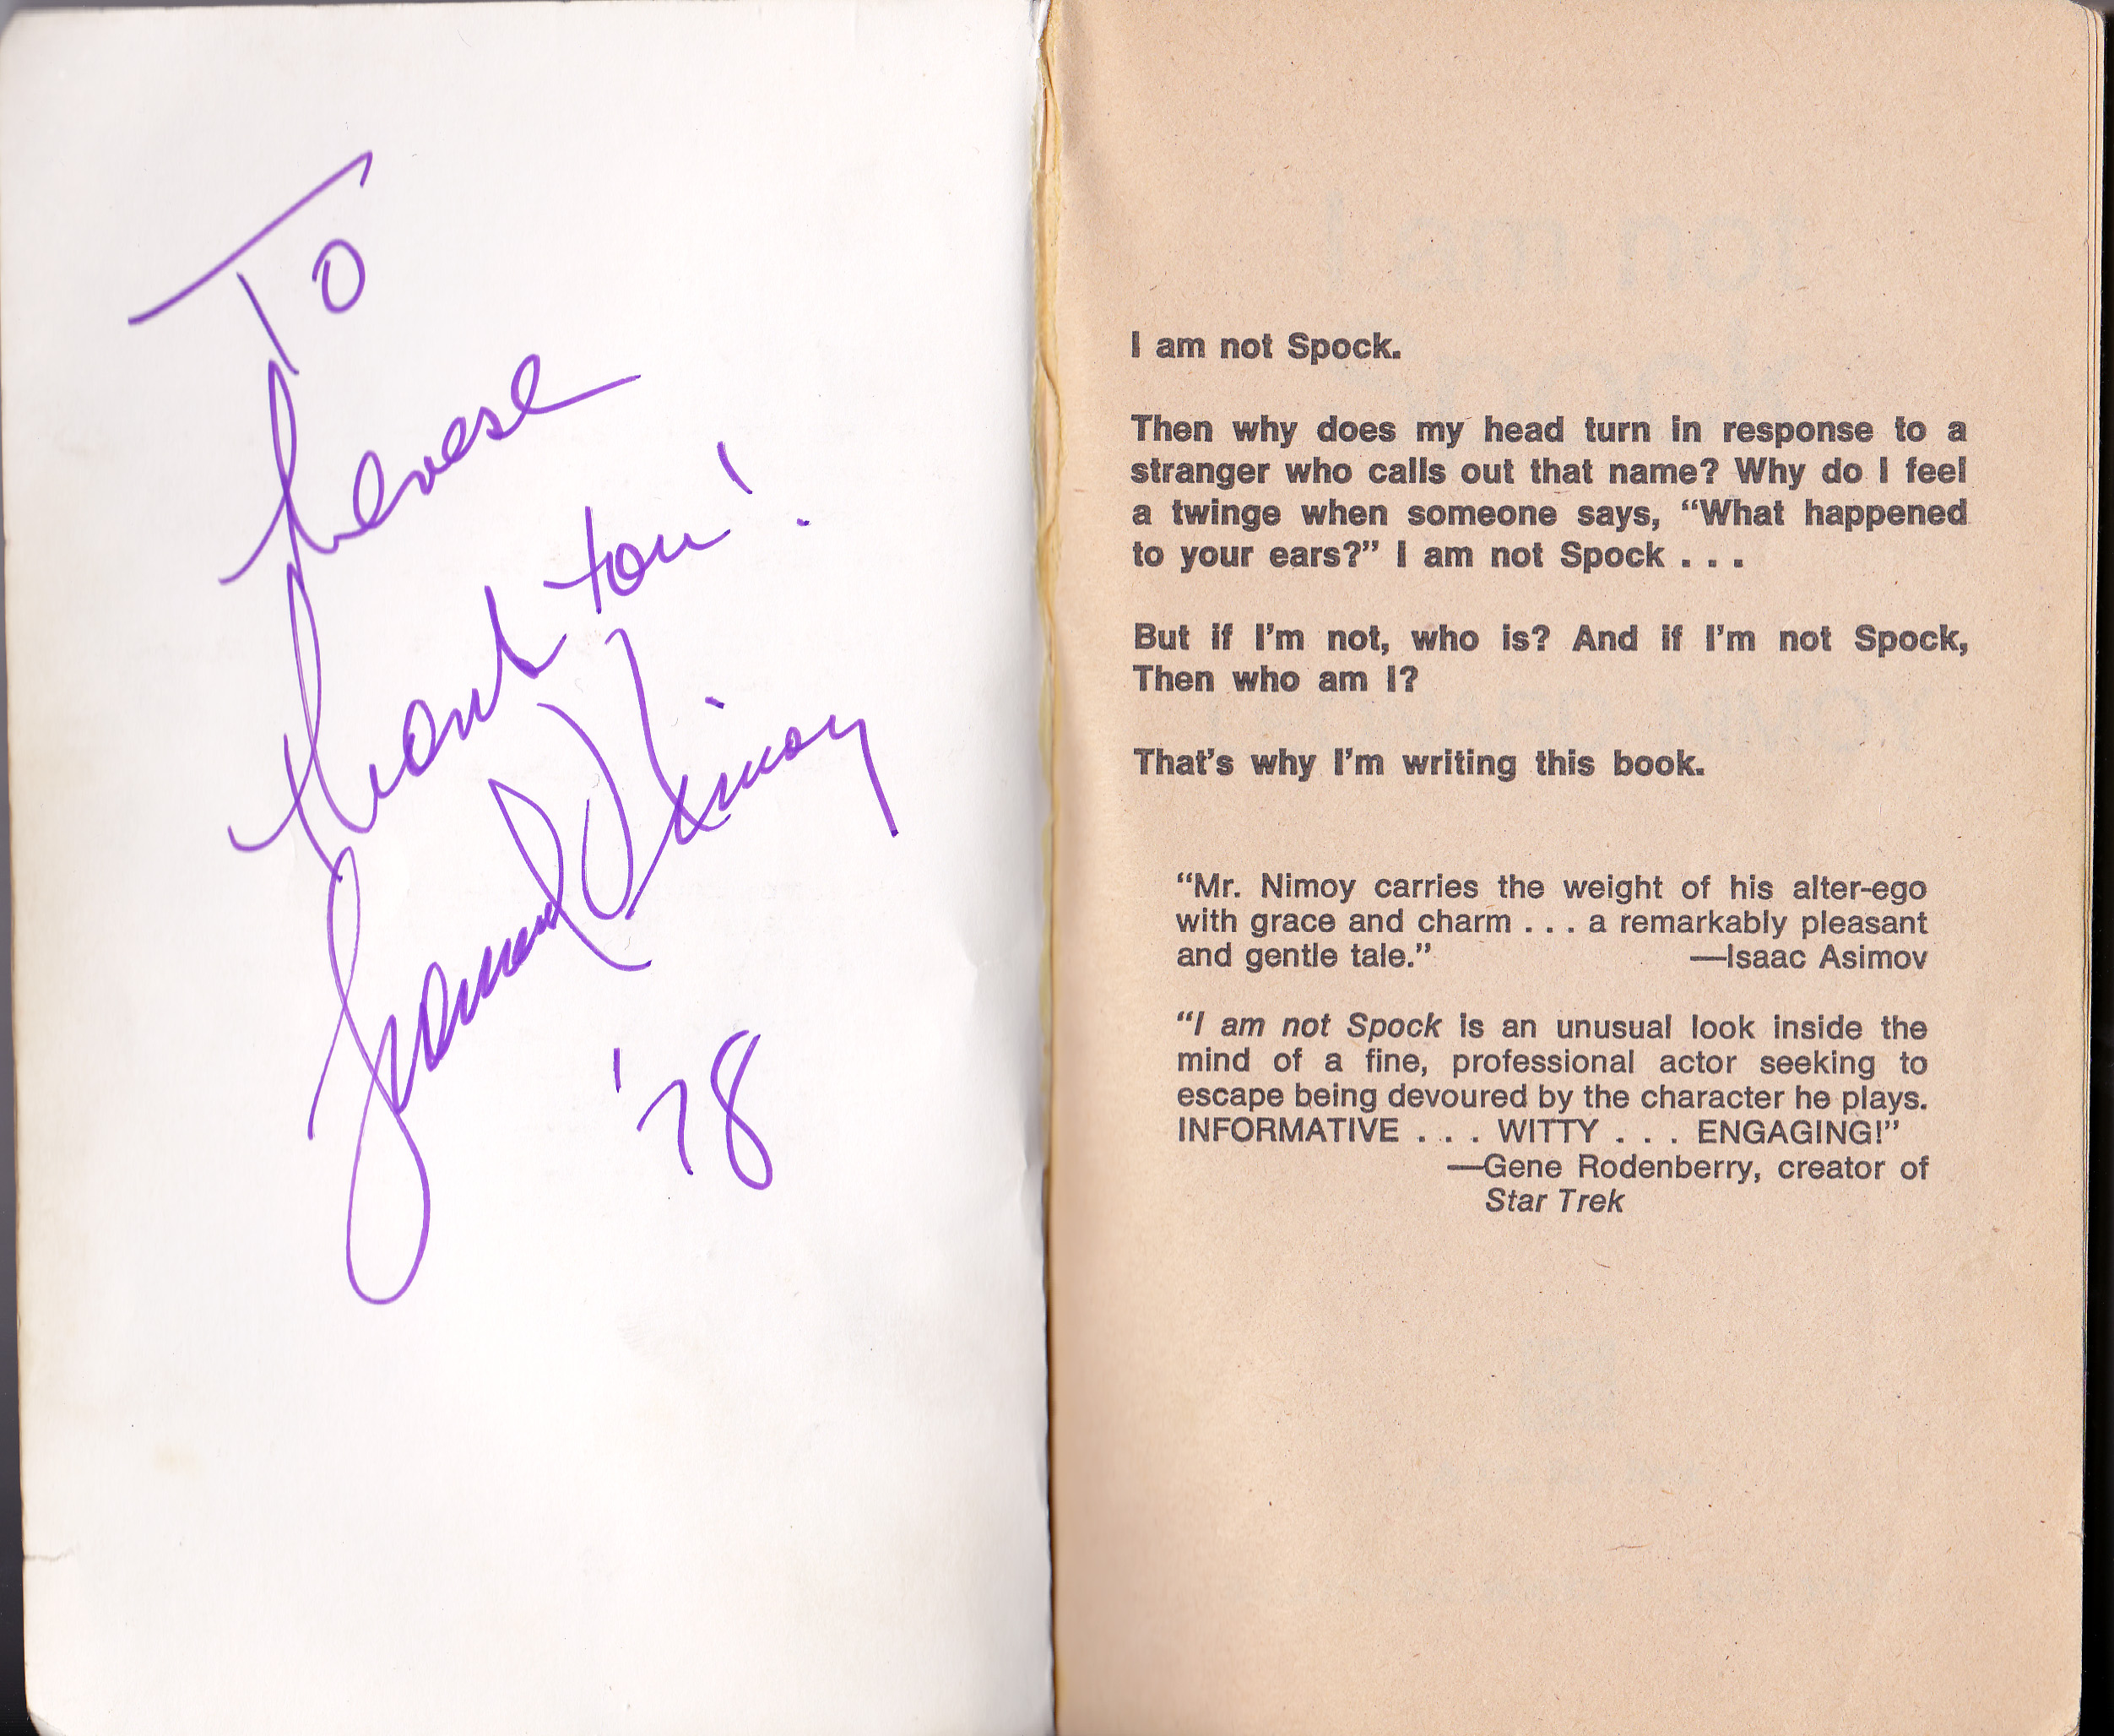 To
Therese
Thank You!
Leonard Nimoy
'78
I am not Spock.
Then why does my head turn in response to a
stranger who calls out that name? Why do I feel
a twinge when someone says, “What happened
to your ears?” I am not Spock . . .
But if I’m not, who is? And if I’m not Spock,
Then who am I?
That’s why I’m writing this book.
“Mr. Nimoy carries the weight of his alter-ego
with grace and charm . . . a remarkably pleasant
and gentle tale.” —Isaac Asimov
“I am not Spock is an unusual look inside the
mind of a fine, professional actor seeking to
escape being devoured by the character he plays.
INFORMATIVE . . . WITTY . . . ENGAGING!”
—Gene Rodenberry, creator of
Star Trek